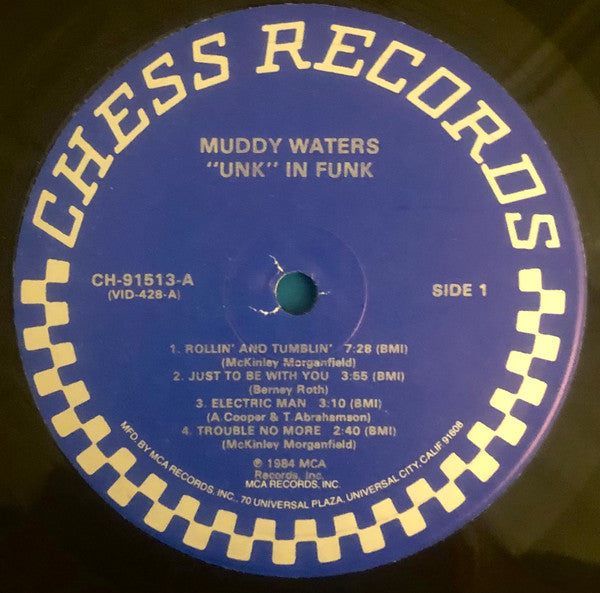 CHESS RECORDS
MUDDY WATERS
"UNK" IN FUNK
CH-91513-A
(VID-428-A)
SIDE 1
1. ROLLIN' AND TUMBLIN' 7:28 (BMI)
(McKinley Morganfield)
2. JUST TO BE WITH YOU 3:55 (BMI)
(Berney Roth)
3. ELECTRIC MAN 3:10 (BMI)
(A. Cooper & T. Abrahamson)
4. TROUBLE NO MORE 2:40 (BMI)
(McKinley Morganfield)
℗ 1984 MCA
Records, Inc.
MCA RECORDS, INC.
MFD. BY MCA RECORDS, INC., 70 UNIVERSAL PLAZA, UNIVERSAL CITY, CALIF 91608